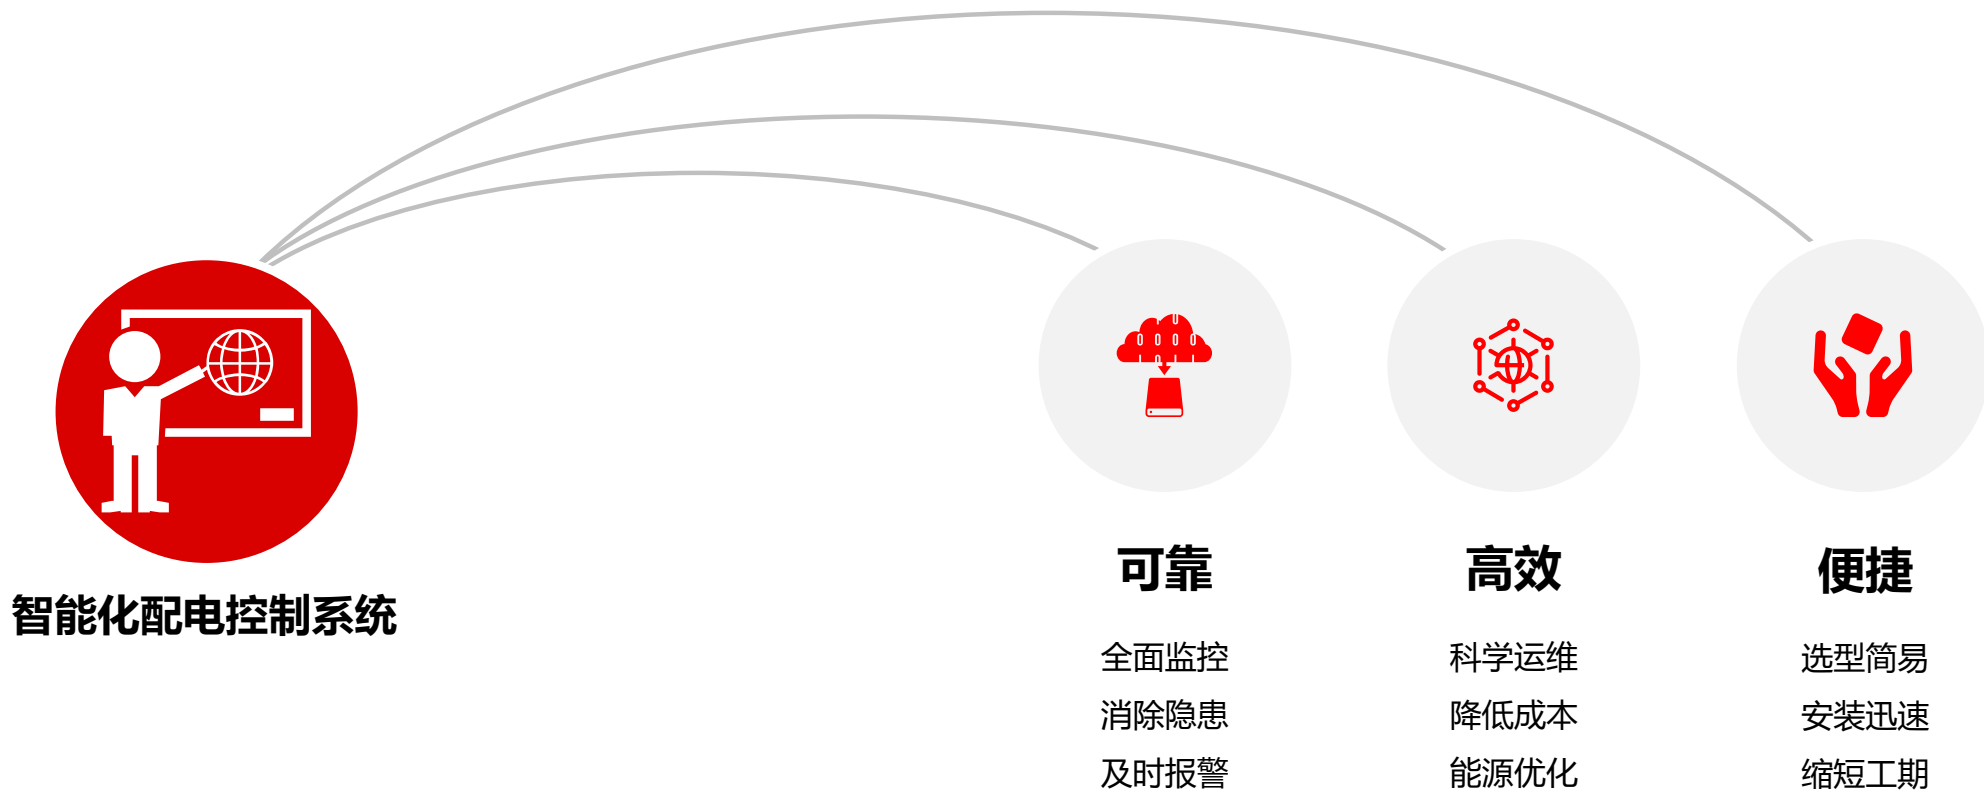 智能化配电控制系统
可靠
全面监控
消除隐患
及时报警
高效
科学运维
降低成本
能源优化
便捷
选型简易
安装迅速
缩短工期